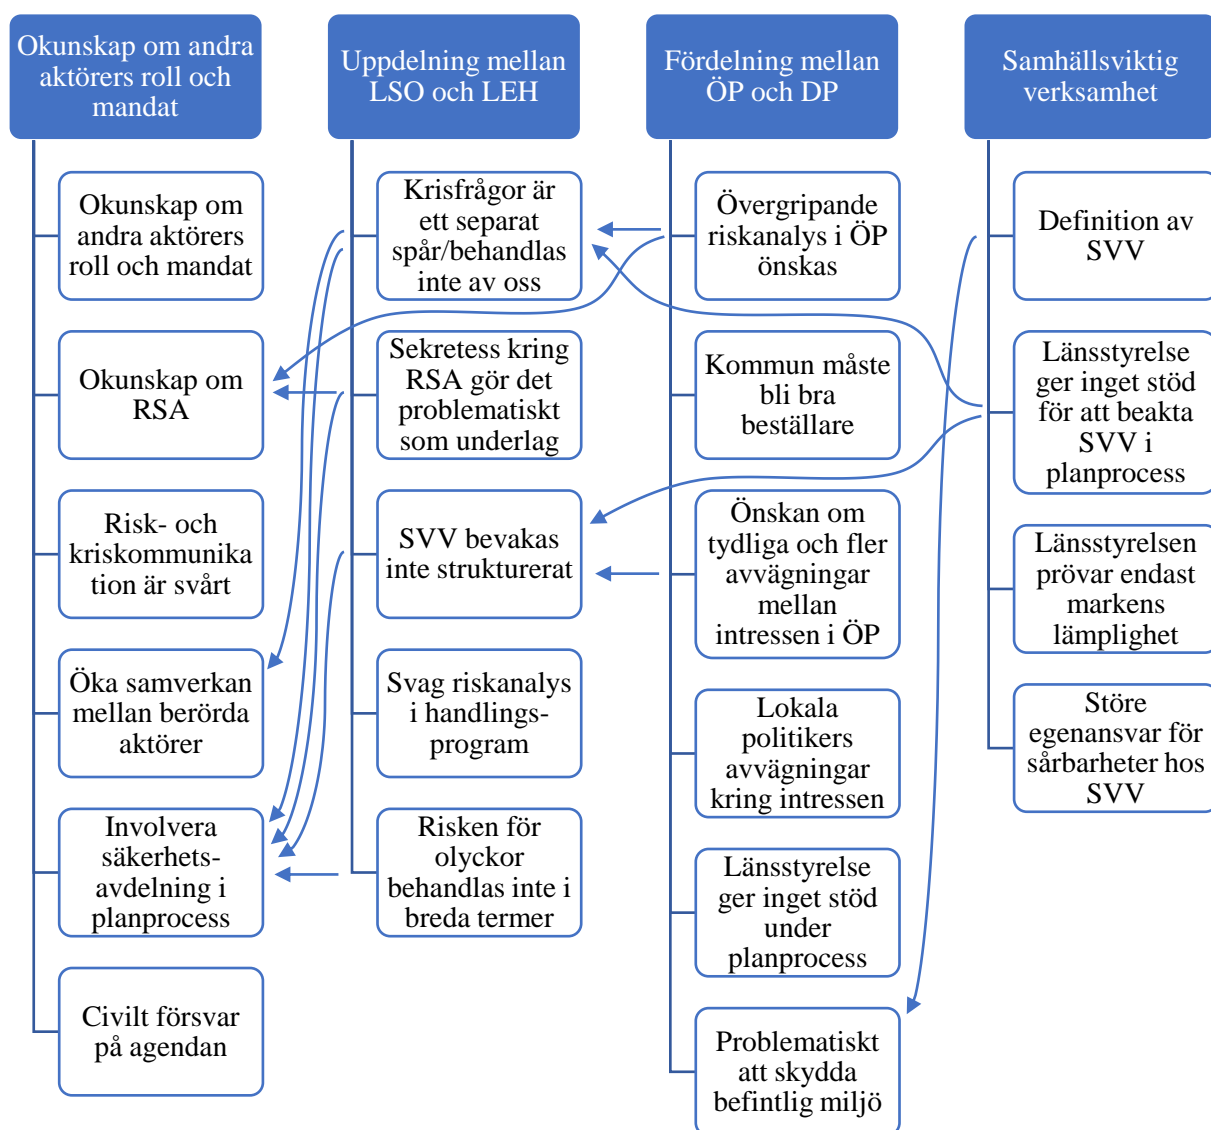 Okunskap om andra
aktörers roll och
mandat
Okunskap om
andra aktörers
roll och mandat
Okunskap om
RSA
Risk- och
kriskommunika
tion är svårt
Öka samverkan
mellan berörda
aktörer
Involvera
säkerhets-
avdelning i
planprocess
Civilt försvar
på agendan
Uppdelning mellan
LSO och LEH
Krisfrågor är
ett separat
spår/behandlas
inte av oss
Sekretess kring
RSA gör det
problematiskt
som underlag
SVV bevakas
inte strukturerat
Svag riskanalys
i handlings-
program
Risken för
olyckor
behandlas inte i
breda termer
Fördelning mellan
ÖP och DP
Övergripande
riskanalys i ÖP
önskas
Kommun måste
bli bra
beställare
Önskan om
tydliga och fler
avvägningar
mellan
intressen i ÖP
Lokala
politikers
avvägningar
kring intressen
Länsstyrelse
ger inget stöd
under
planprocess
Problematiskt
att skydda
befintlig miljö
Samhällsviktig
verksamhet
Definition av
SVV
Länsstyrelse
ger inget stöd
för att beakta
SVV i
planprocess
Länsstyrelsen
prövar endast
markens
lämplighet
Störe
egenansvar för
sårbarheter hos
SVV